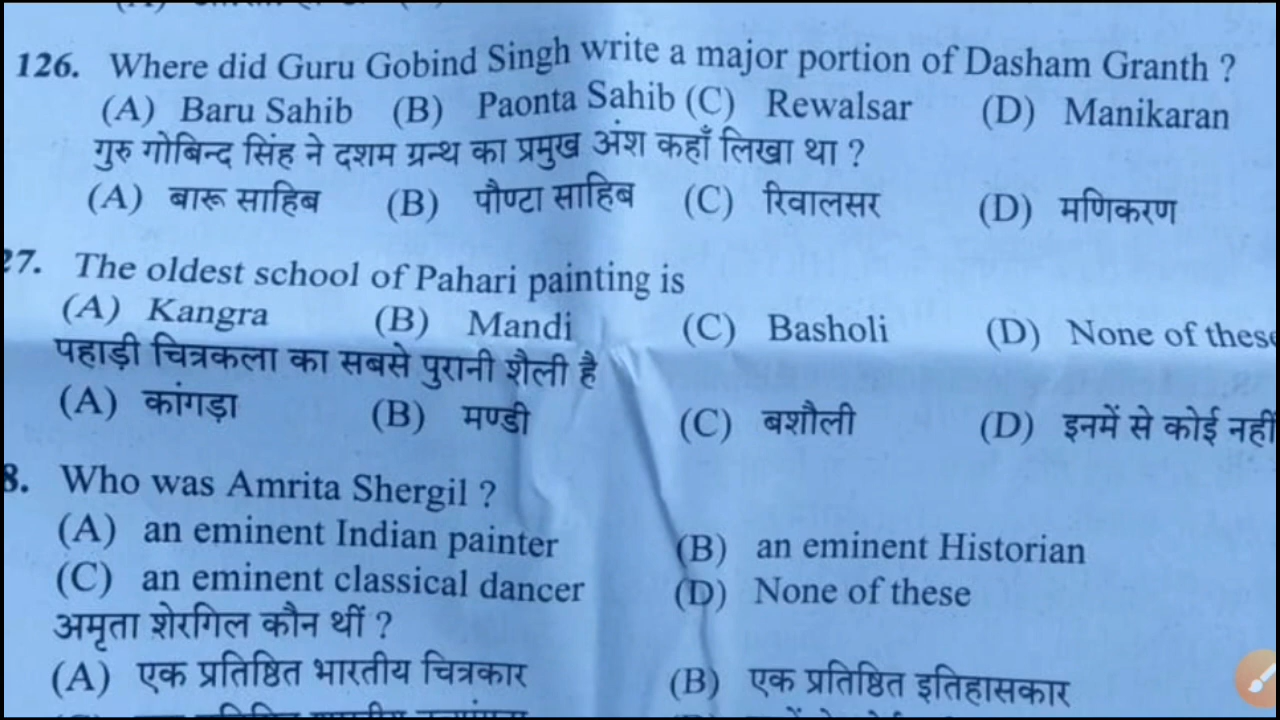 126. Where did Guru Gobind Singh write a major portion of Dasham Granth ?
(A) Baru Sahib (B) Paonta Sahib (C) Rewalsar (D) Manikaran
गुरु गोबिन्द सिंह ने दशम ग्रन्थ का प्रमुख अंश कहाँ लिखा था ?
(A) बारू साहिब (B) पौण्टा साहिब (C) रिवालसर (D) मणिकरण
27. The oldest school of Pahari painting is
(A) Kangra (B) Mandi (C) Basholi (D) None of these
पहाड़ी चित्रकला का सबसे पुरानी शैली है
(A) कांगड़ा (B) मण्डी (C) बशौली (D) इनमें से कोई नहीं
8. Who was Amrita Shergil ?
(A) an eminent Indian painter (B) an eminent Historian
(C) an eminent classical dancer (D) None of these
अमृता शेरगिल कौन थीं ?
(A) एक प्रतिष्ठित भारतीय चित्रकार (B) एक प्रतिष्ठित इतिहासकार